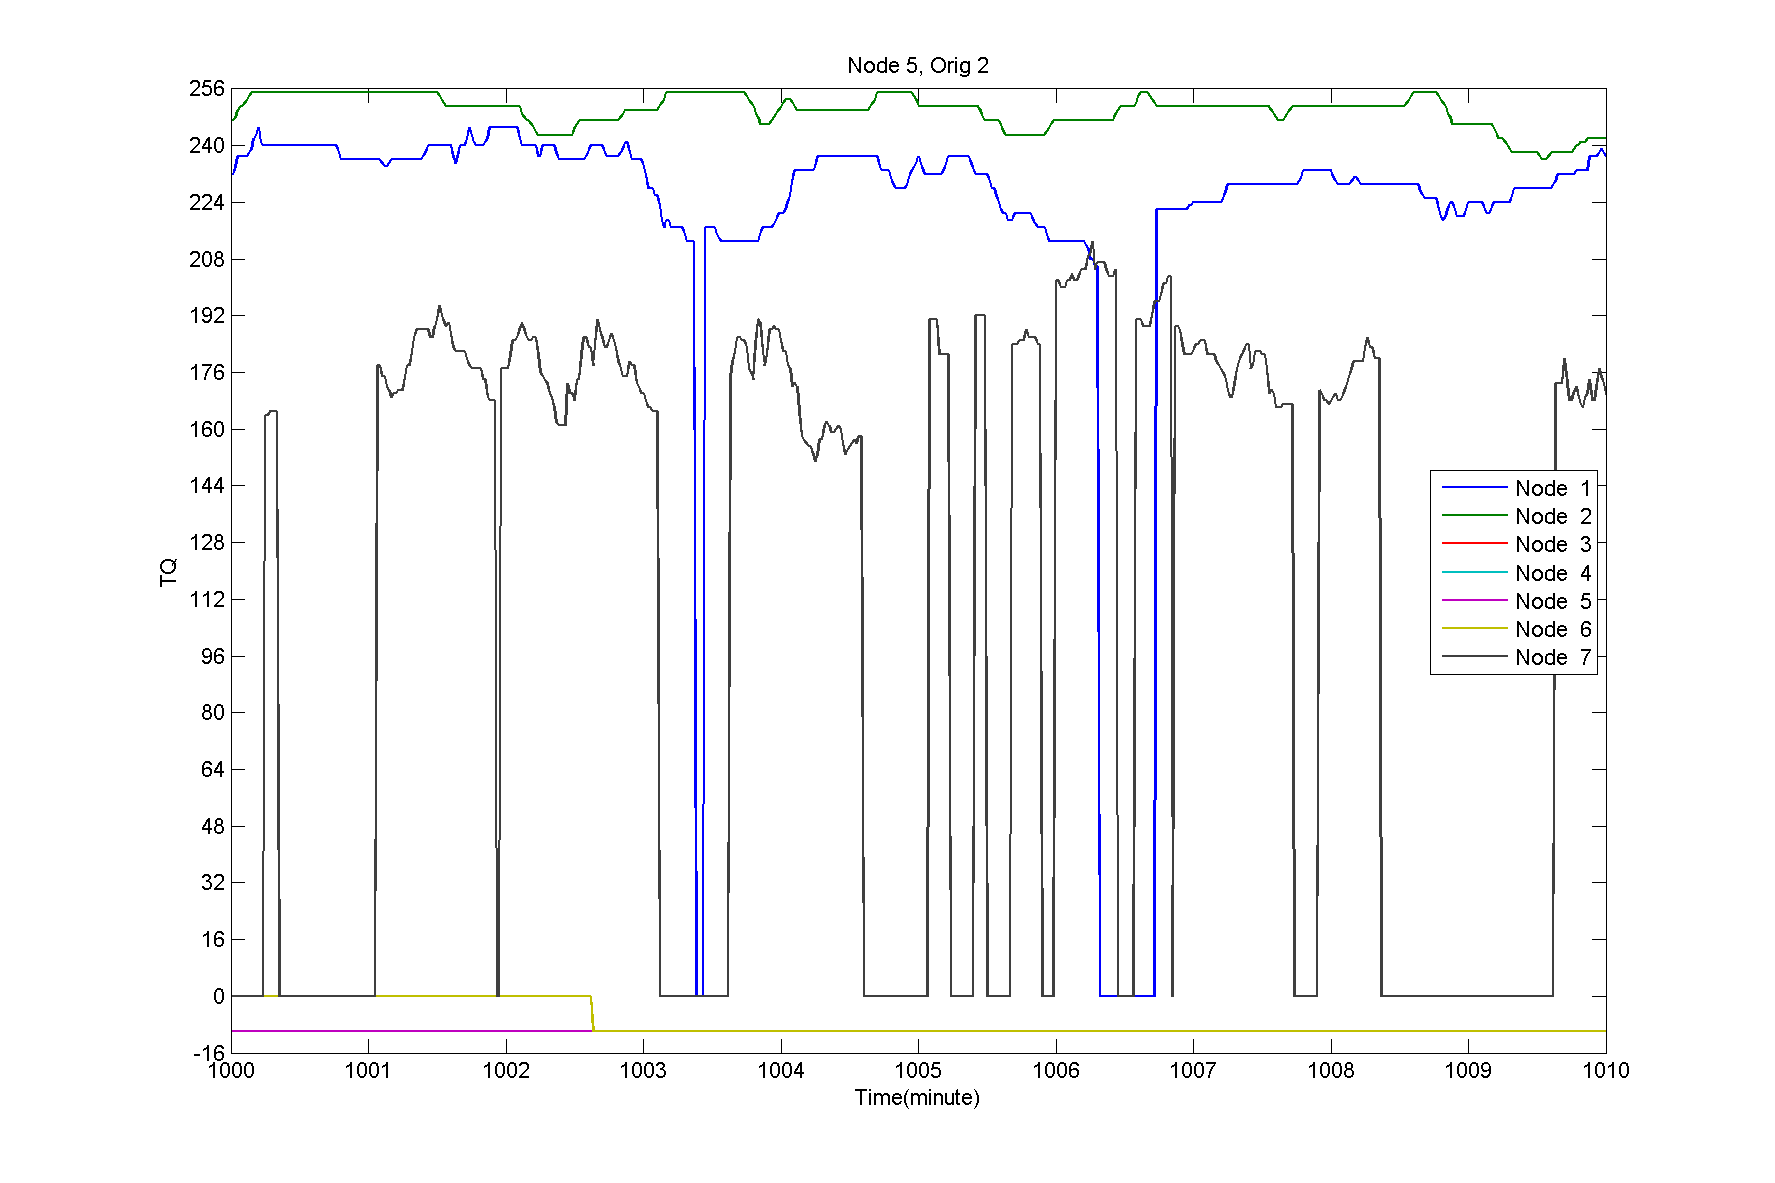 Node 5, Orig 2
256
240
224
208
192
176
160
144
128
112
96
80
64
48
32
16
0
-16
TQ
Node 1
Node 2
Node 3
Node 4
Node 5
Node 6
Node 7
1000 1001 1002 1003 1004 1005 1006 1007 1008 1009 1010
Time(minute)